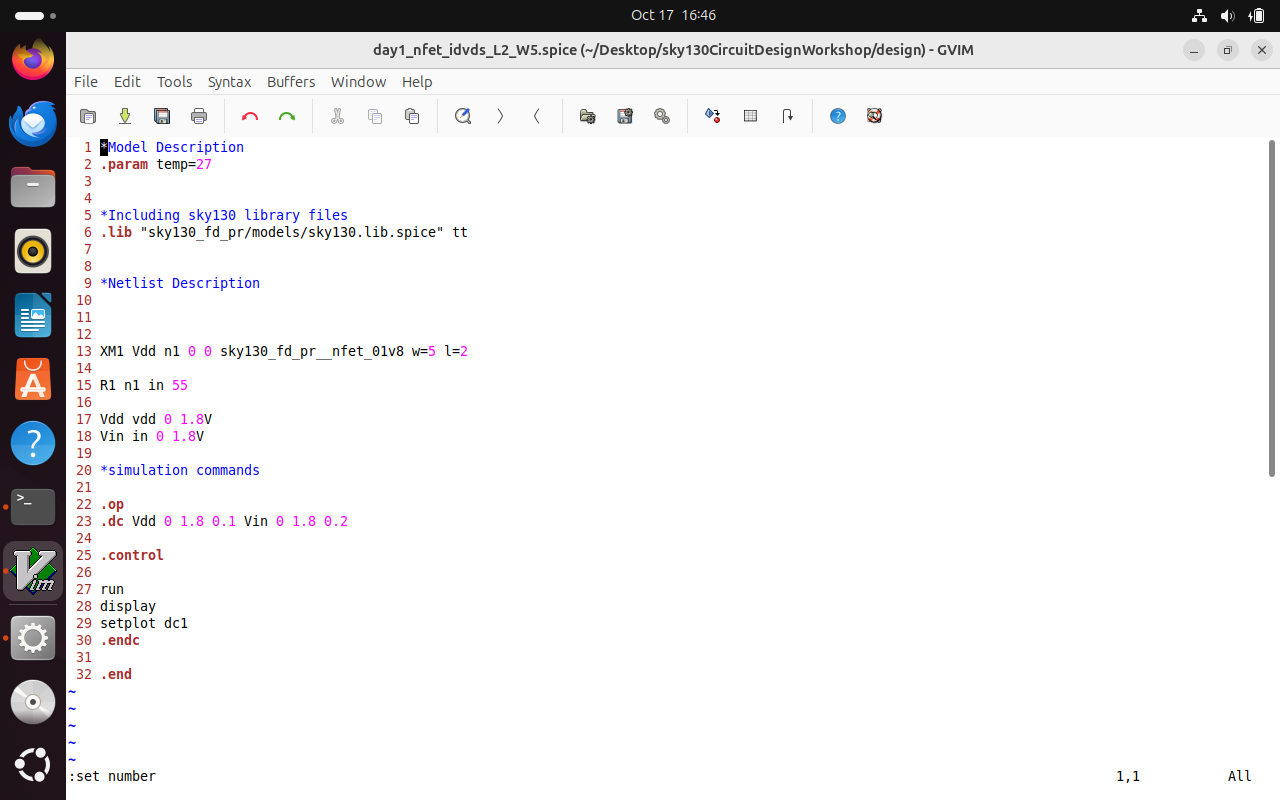 Oct 17 16:46
day1_nfet_idvds_L2_W5.spice (~/Desktop/sky130CircuitDesignWorkshop/design) - GVIM
File Edit Tools Syntax Buffers Window Help
1 *Model Description
2 .param temp=27
3
4
5 *Including sky130 library files
6 .lib "sky130_fd_pr/models/sky130.lib.spice" tt
7
8
9 *Netlist Description
10
11
12
13 XM1 Vdd n1 0 0 sky130_fd_pr__nfet_01v8 w=5 l=2
14
15 R1 n1 in 55
16
17 Vdd vdd 0 1.8V
18 Vin in 0 1.8V
19
20 *simulation commands
21
22 .op
23 .dc Vdd 0 1.8 0.1 Vin 0 1.8 0.2
24
25 .control
26
27 run
28 display
29 setplot dc1
30 .endc
31
32 .end
~
~
~
~
~
:set number 1,1 All